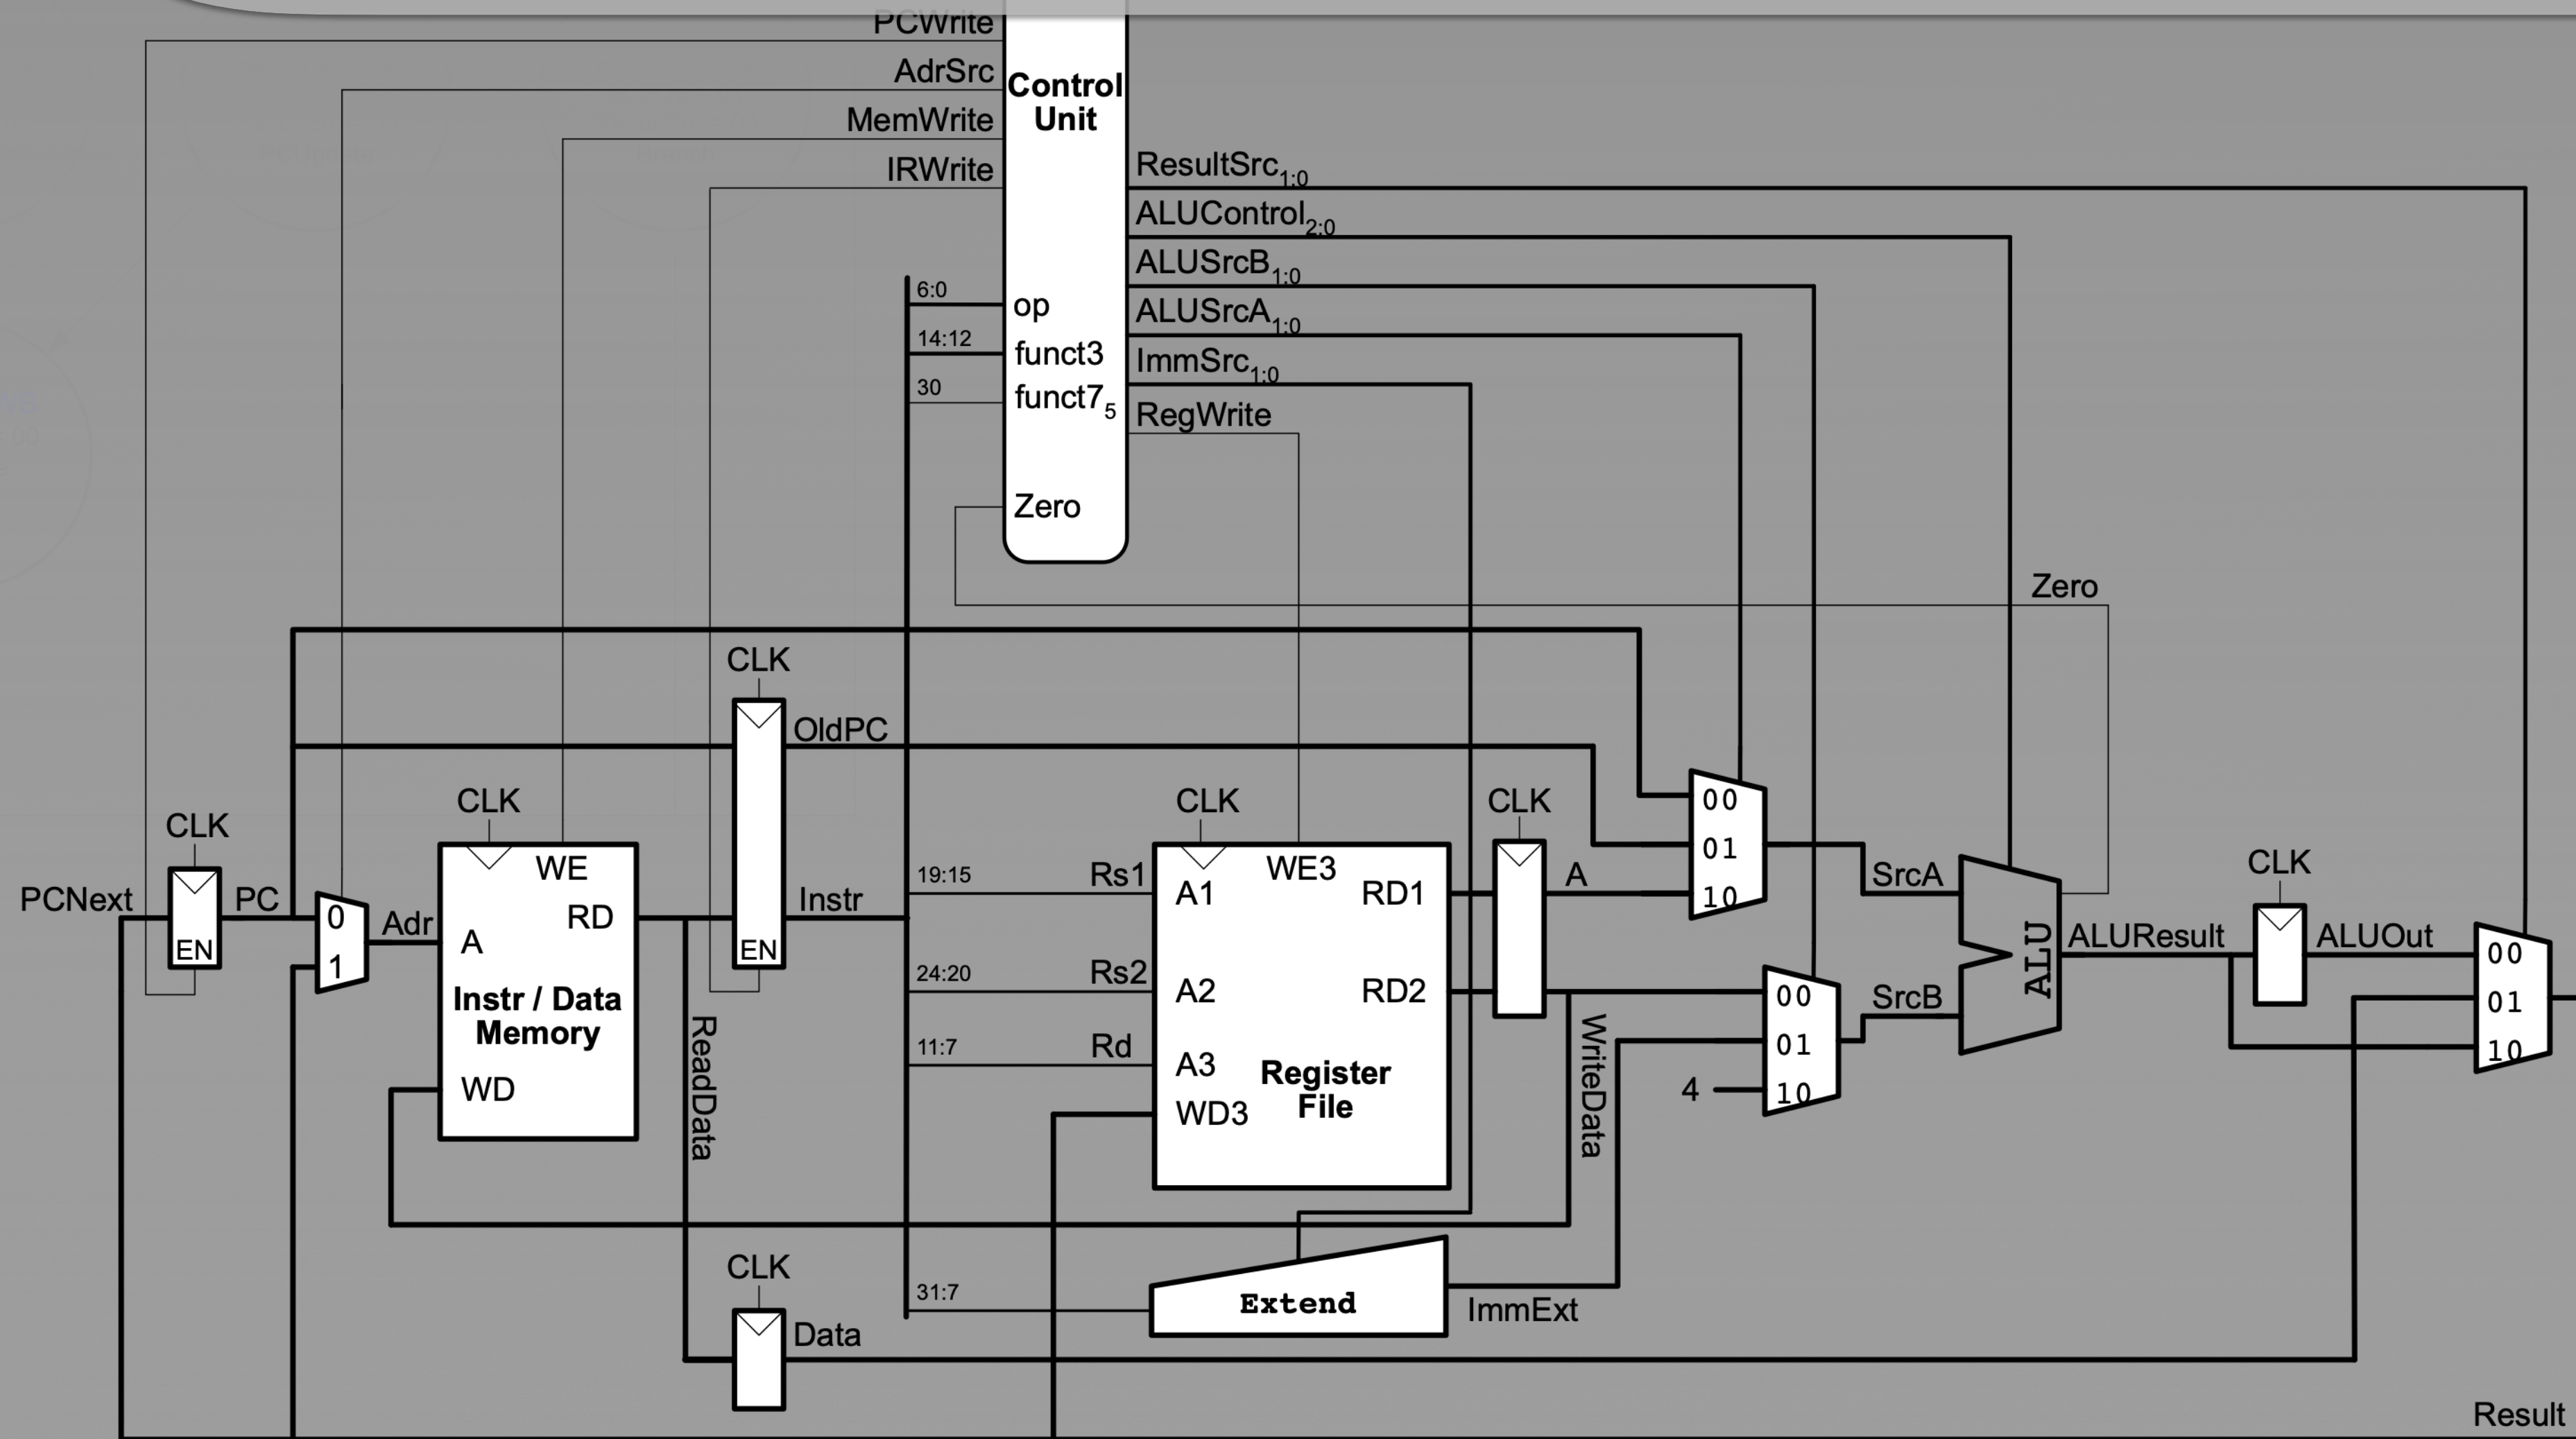 PCWrite
AdrSrc
MemWrite
IRWrite
Control
Unit
ResultSrc1:0
ALUControl2:0
ALUSrcB1:0
ALUSrcA1:0
ImmSrc1:0
RegWrite
6:0
op
14:12
funct3
30
funct75
Zero
Zero
CLK
OldPC
CLK
CLK
CLK
CLK
CLK
PCNext
PC
EN
0
1
Adr
WE
RD
A
Instr / Data
Memory
WD
EN
Instr
ReadData
19:15
Rs1
24:20
Rs2
11:7
Rd
A1
WE3
RD1
A2
RD2
A3
Register
File
WD3
A
WriteData
00
01
10
SrcA
00
01
4
10
SrcB
ALU
ALUResult
ALUOut
00
01
10
31:7
Extend
ImmExt
CLK
Data
Result